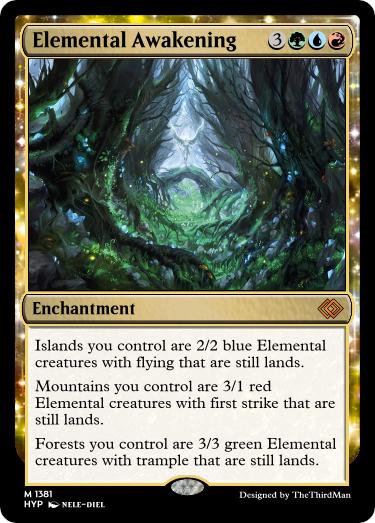 Elemental Awakening 3
Enchantment
Islands you control are 2/2 blue Elemental
creatures with flying that are still lands.
Mountains you control are 3/1 red
Elemental creatures with first strike that are
still lands.
Forests you control are 3/3 green Elemental
creatures with trample that are still lands.
M 1381
HYP NELE-DIEL
Designed by TheThirdMan